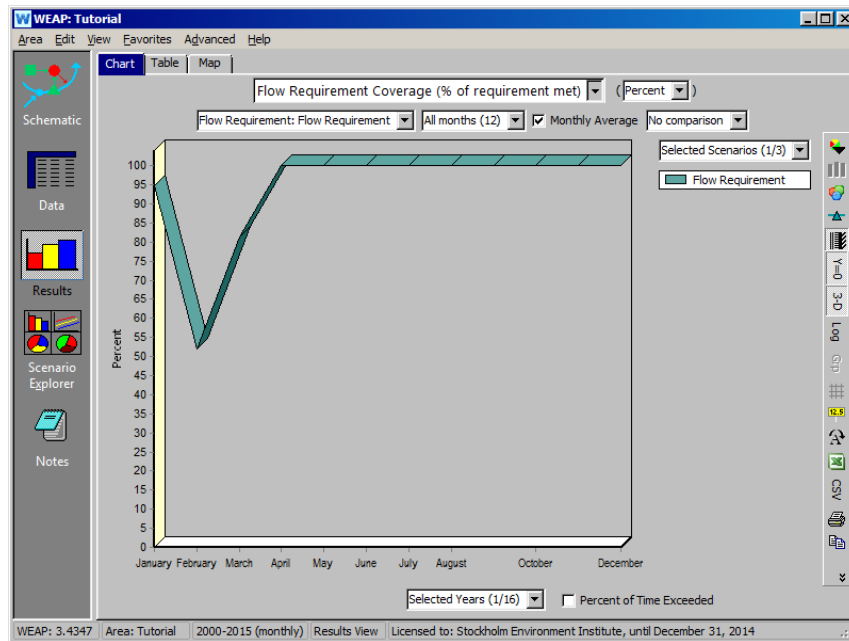 WEAP: Tutorial
Area Edit View Favorites Advanced Help
Chart Table Map
Schematic
Data
Results
Scenario
Explorer
Notes
Flow Requirement Coverage (% of requirement met) (Percent)
Flow Requirement: Flow Requirement All months (12) Monthly Average No comparison
Selected Scenarios (1/3)
Flow Requirement
Percent
100
95
90
85
80
75
70
65
60
55
50
45
40
35
30
25
20
15
10
5
0
January February March April May June July August October December
Selected Years (1/16) Percent of Time Exceeded
Y=0
3-D
Log
Grp
12.5
CSV
WEAP: 3.4347 Area: Tutorial 2000-2015 (monthly) Results View Licensed to: Stockholm Environment Institute, until December 31, 2014